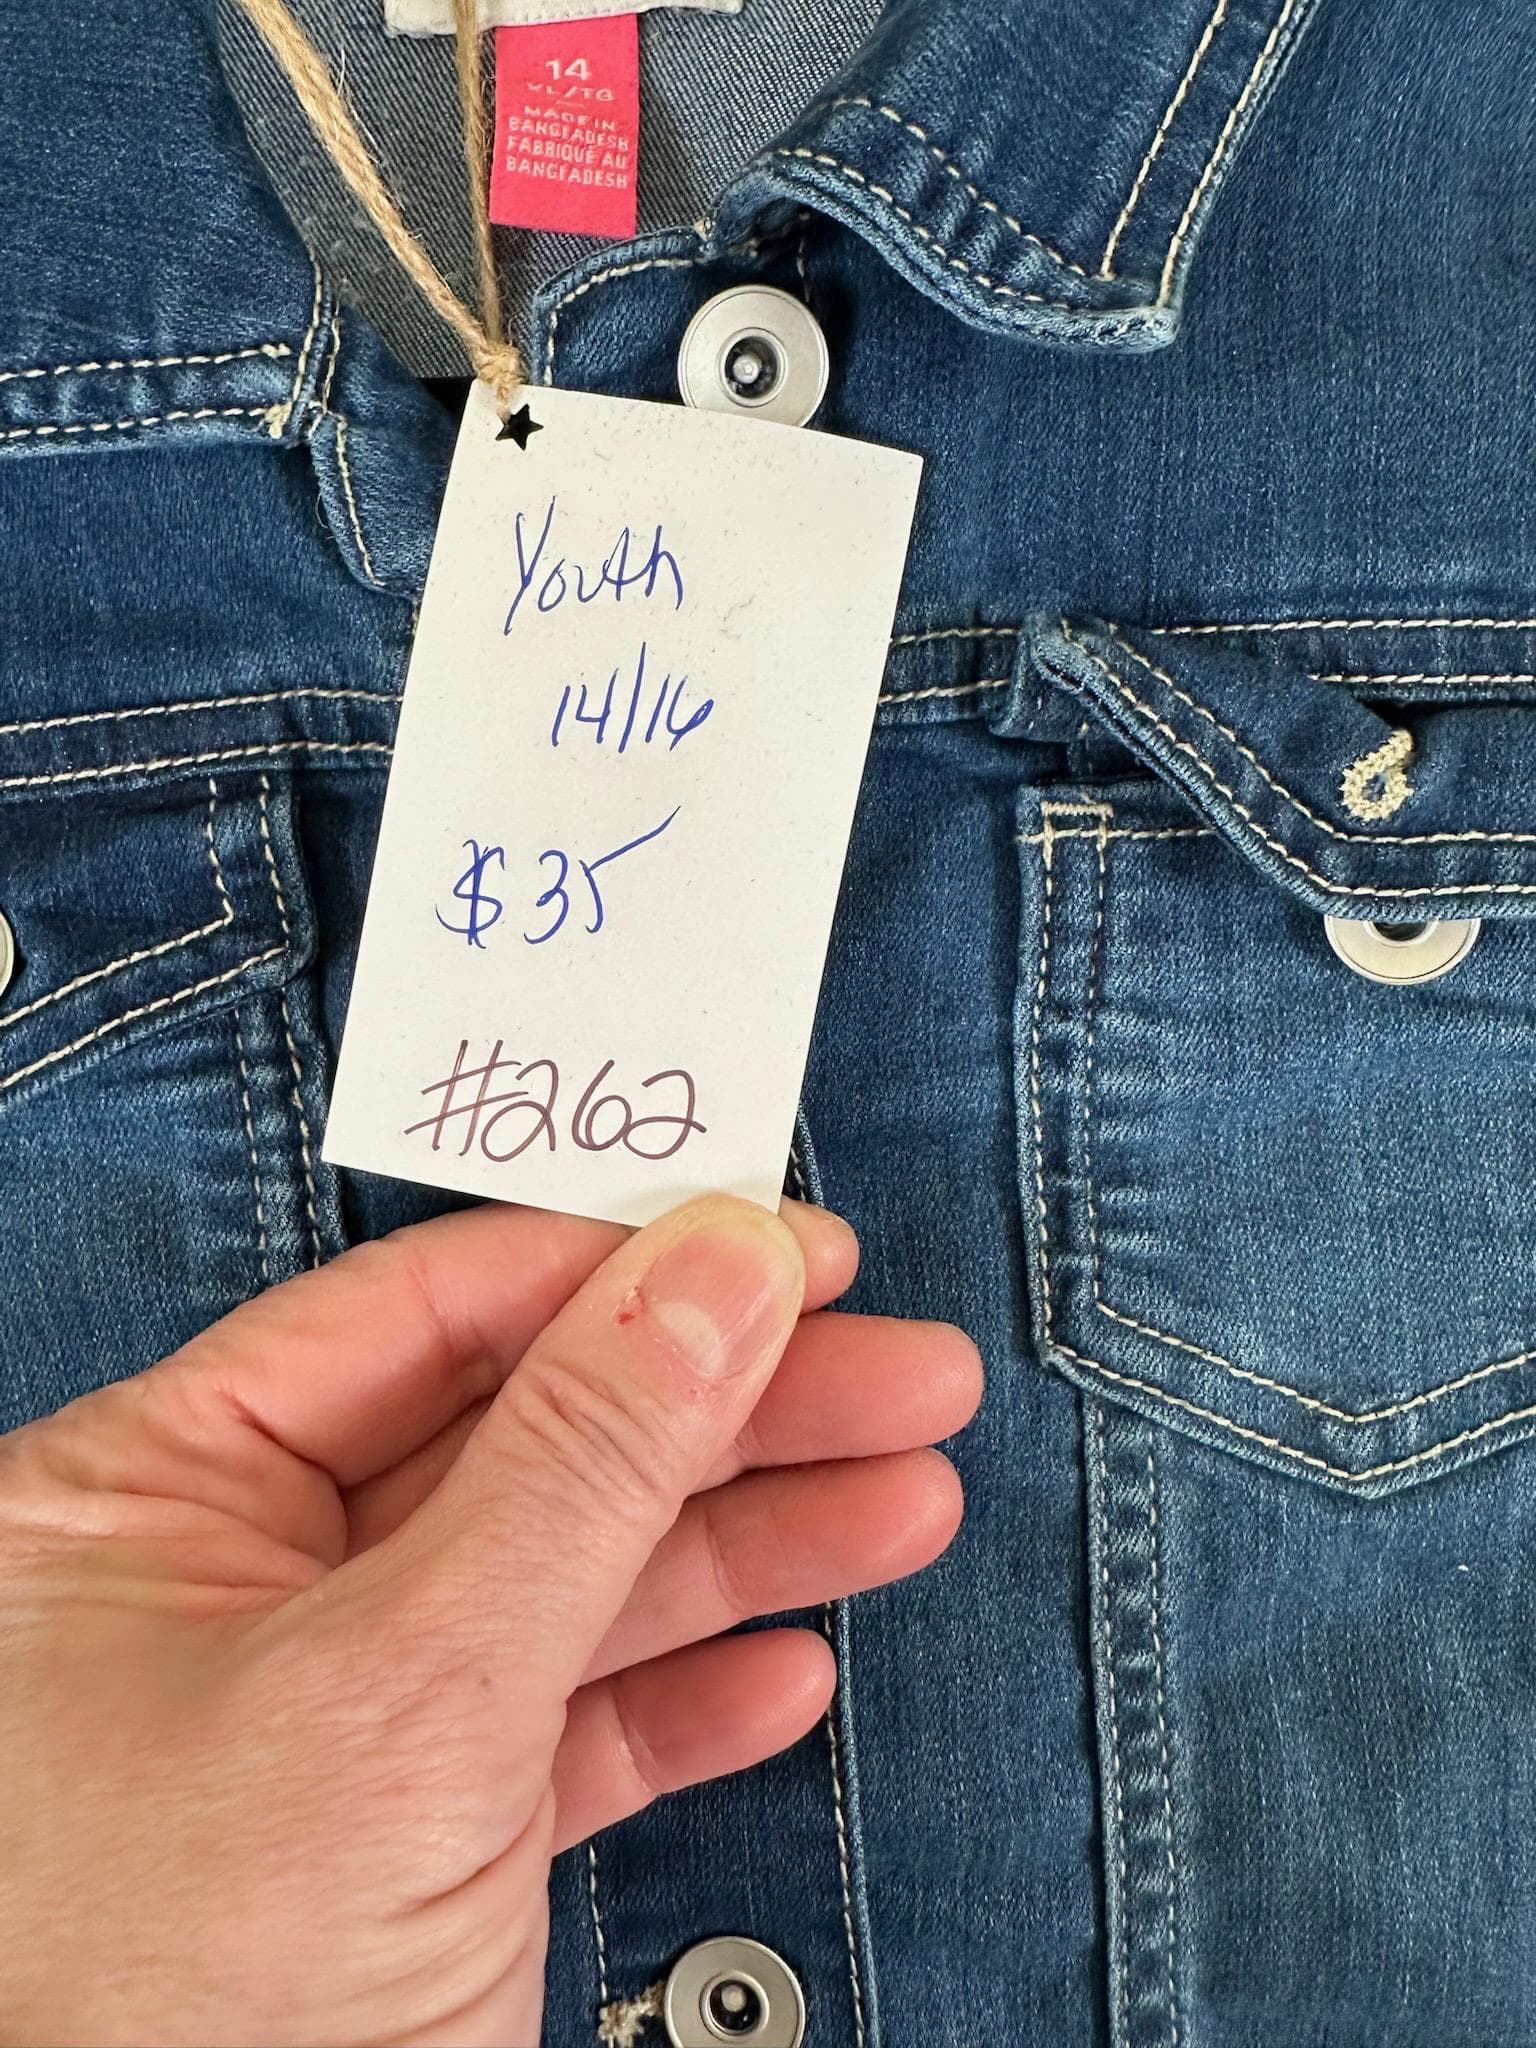 14
XL/TG
MADE IN
BANGLADESH
FABRIQUÉ AU
BANGLADESH
Youth
14/16
$35
#262